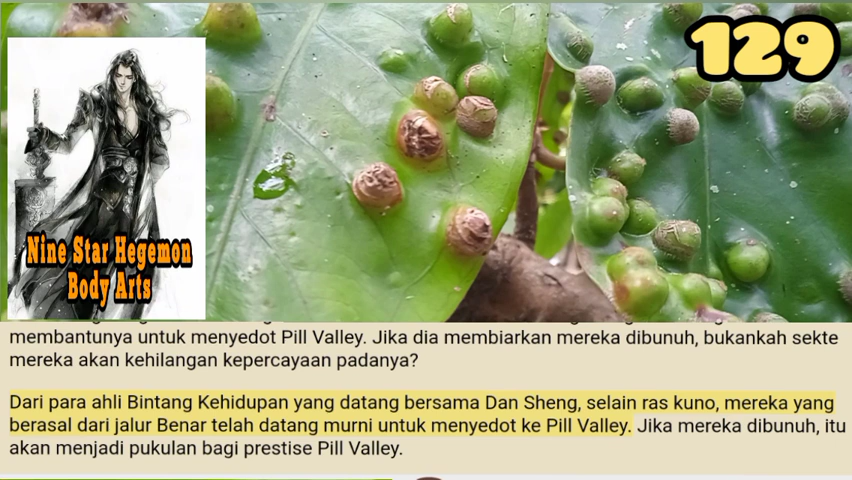 129
Nine Star Hegemon
Body Arts
membantunya untuk menyedot Pill Valley. Jika dia membiarkan mereka dibunuh, bukankah sekte
mereka akan kehilangan kepercayaan padanya?
Dari para ahli Bintang Kehidupan yang datang bersama Dan Sheng, selain ras kuno, mereka yang
berasal dari jalur Benar telah datang murni untuk menyedot ke Pill Valley. Jika mereka dibunuh, itu
akan menjadi pukulan bagi prestise Pill Valley.